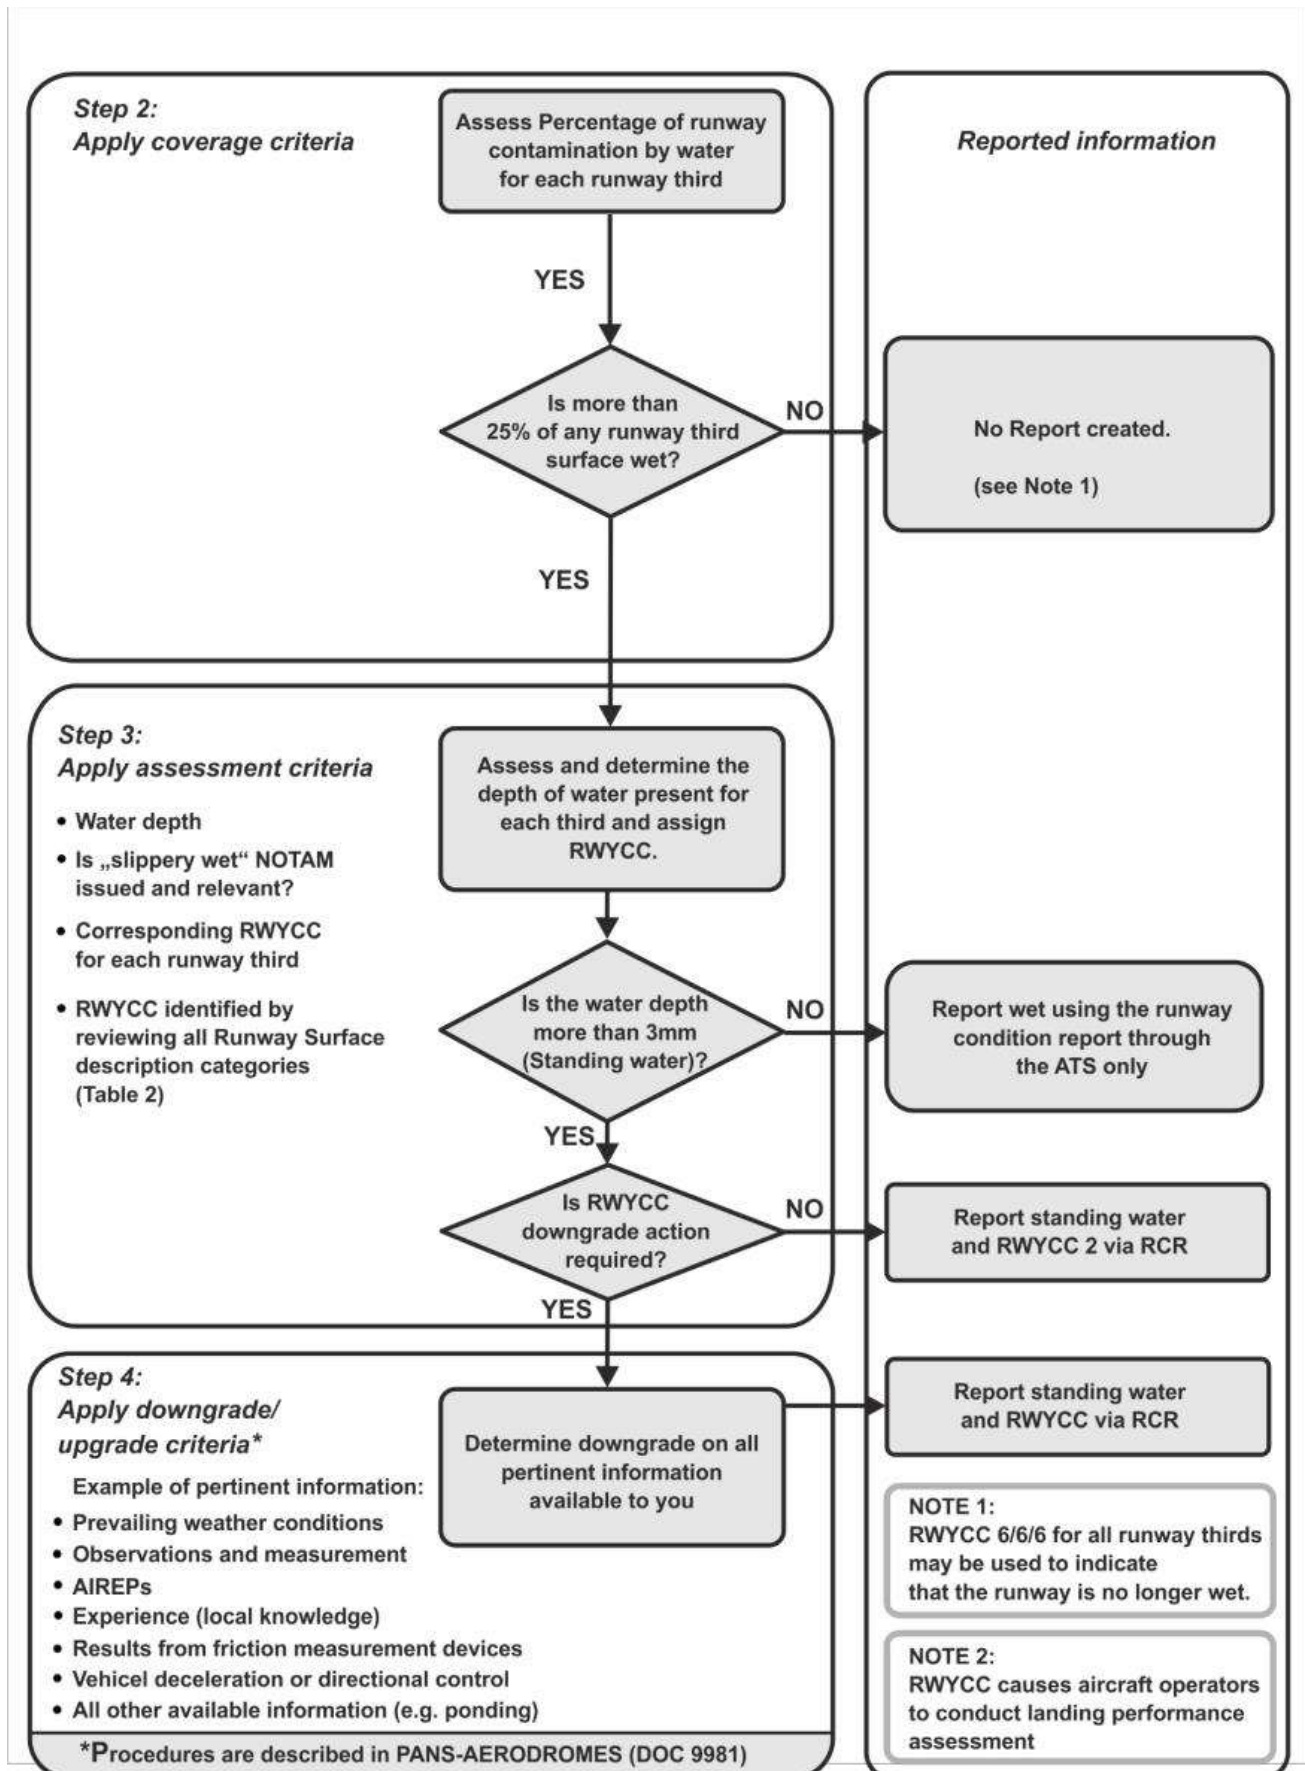 Step 2:
Apply coverage criteria
Assess Percentage of runway
contamination by water
for each runway third
Reported information
YES
Is more than
25% of any runway third
surface wet?
NO
No Report created.
(see Note 1)
YES
Step 3:
Apply assessment criteria
• Water depth
• Is „slippery wet“ NOTAM
issued and relevant?
• Corresponding RWYCC
for each runway third
• RWYCC identified by
reviewing all Runway Surface
description categories
(Table 2)
Assess and determine the
depth of water present for
each third and assign
RWYCC.
Is the water depth
more than 3mm
(Standing water)?
NO
Report wet using the runway
condition report through
the ATS only
YES
Is RWYCC
downgrade action
required?
NO
Report standing water
and RWYCC 2 via RCR
YES
Step 4:
Apply downgrade/
upgrade criteria*
Example of pertinent information:
• Prevailing weather conditions
• Observations and measurement
• AIREPs
• Experience (local knowledge)
• Results from friction measurement devices
• Vehicel deceleration or directional control
• All other available information (e.g. ponding)
*Procedures are described in PANS-AERODROMES (DOC 9981)
Determine downgrade on all
pertinent information
available to you
Report standing water
and RWYCC via RCR
NOTE 1:
RWYCC 6/6/6 for all runway thirds
may be used to indicate
that the runway is no longer wet.
NOTE 2:
RWYCC causes aircraft operators
to conduct landing performance
assessment